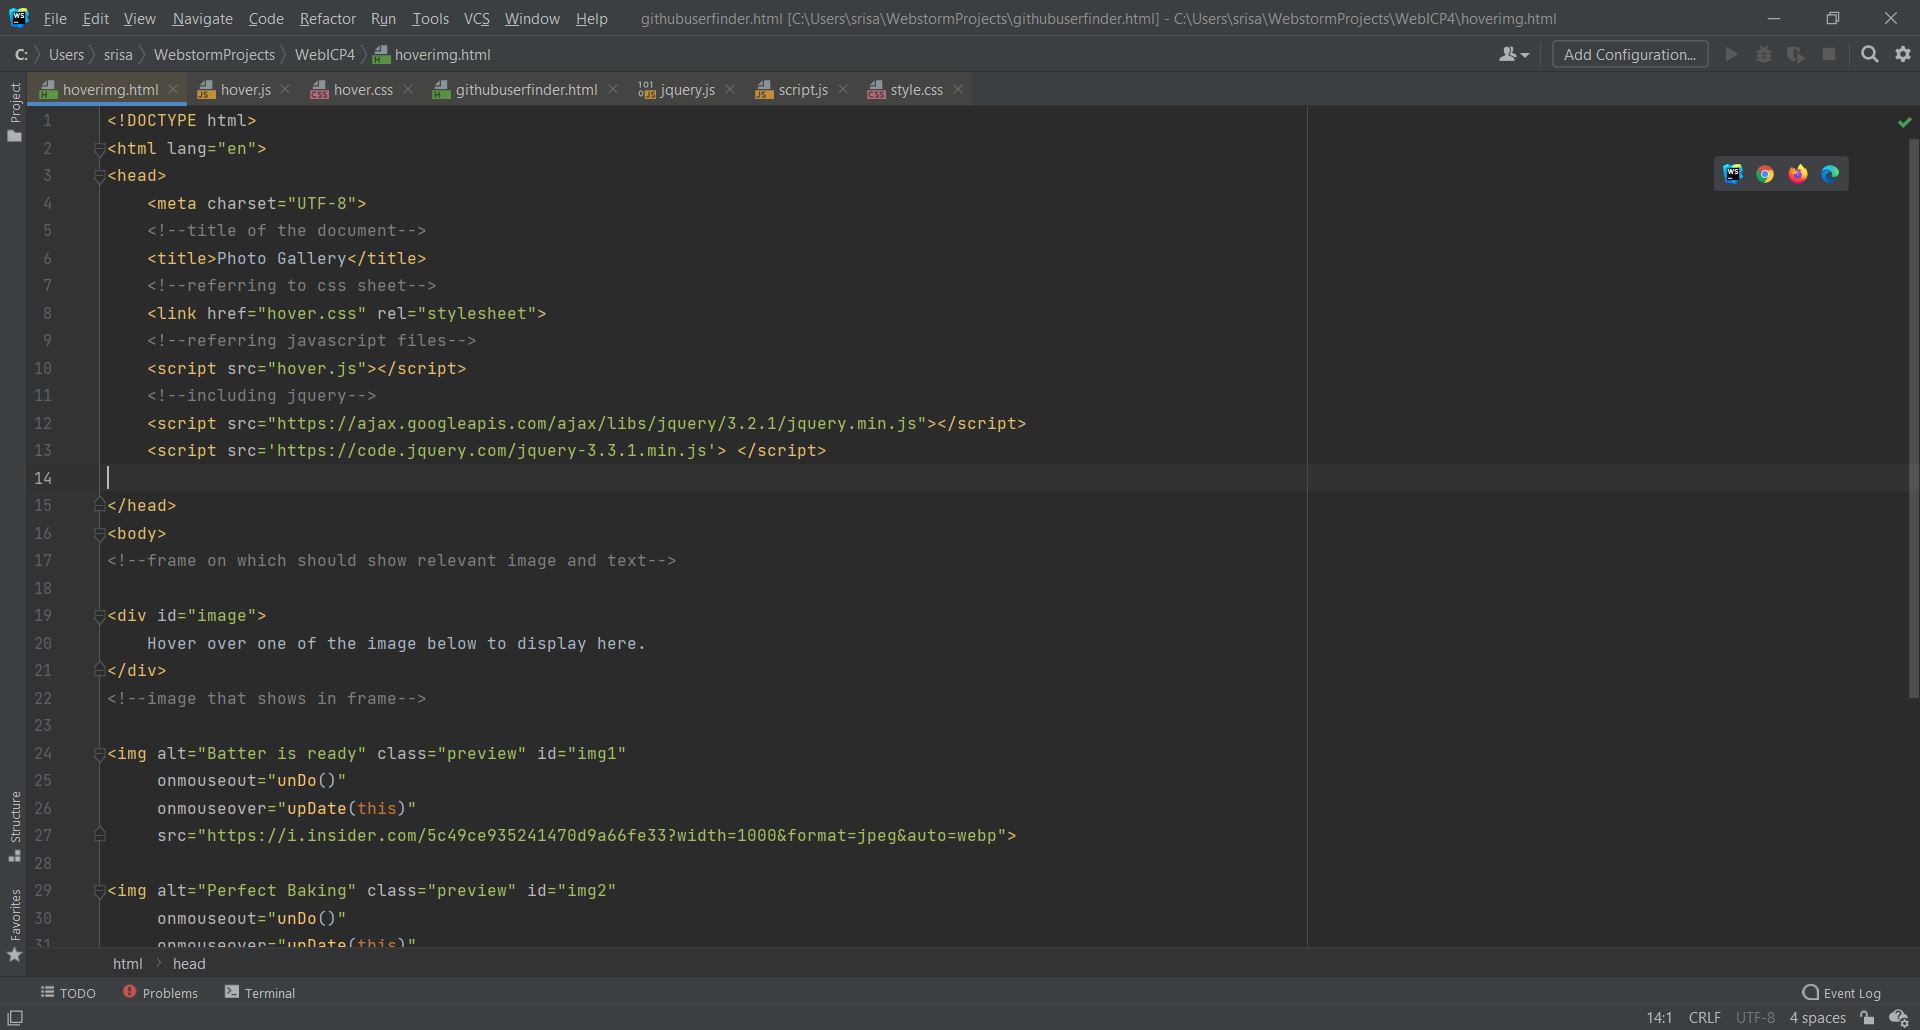 File Edit View Navigate Code Refactor Run Tools VCS Window Help githubuserfinder.html [C:\Users\srisa\WebstormProjects\githubuserfinder.html] - C:\Users\srisa\WebstormProjects\WebICP4\hoverimg.html
C: Users srisa WebstormProjects WebICP4 hoverimg.html Add Configuration...
hoverimg.html hover.js hover.css githubuserfinder.html jquery.js script.js style.css
Project
1 <!DOCTYPE html>
2 <html lang="en">
3 <head>
4 <meta charset="UTF-8">
5 <!--title of the document-->
6 <title>Photo Gallery</title>
7 <!--referring to css sheet-->
8 <link href="hover.css" rel="stylesheet">
9 <!--referring javascript files-->
10 <script src="hover.js"></script>
11 <!--including jquery-->
12 <script src="https://ajax.googleapis.com/ajax/libs/jquery/3.2.1/jquery.min.js"></script>
13 <script src='https://code.jquery.com/jquery-3.3.1.min.js'> </script>
14
15 </head>
16 <body>
17 <!--frame on which should show relevant image and text-->
18
19 <div id="image">
20 Hover over one of the image below to display here.
21 </div>
22 <!--image that shows in frame-->
23
24 <img alt="Batter is ready" class="preview" id="img1"
25 onmouseout="unDo()"
26 onmouseover="upDate(this)"
27 src="https://i.insider.com/5c49ce935241470d9a66fe33?width=1000&format=jpeg&auto=webp">
28
29 <img alt="Perfect Baking" class="preview" id="img2"
30 onmouseout="unDo()"
31 onmouseover="upDate(this)"
Structure
Favorites
html head
TODO Problems Terminal Event Log
14:1 CRLF UTF-8 4 spaces